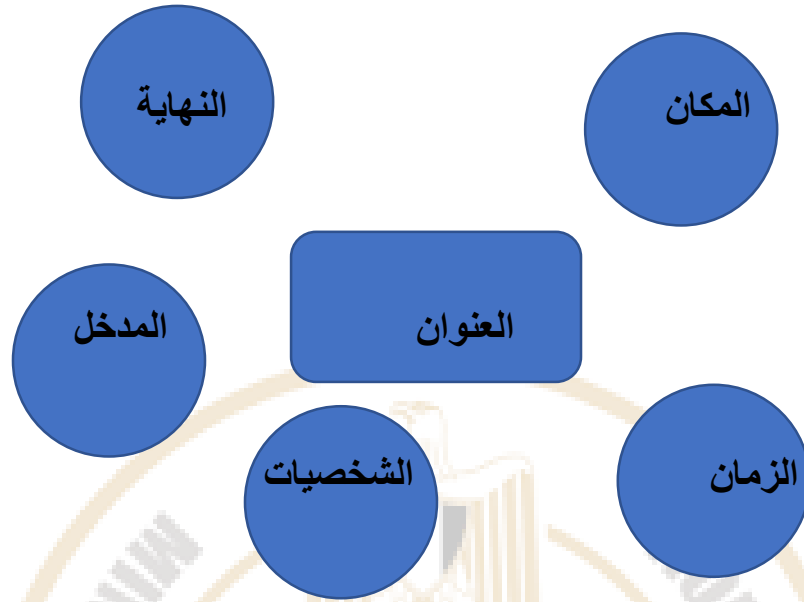 المكان
النهاية
العنوان
المدخل
الزمان
الشخصيات